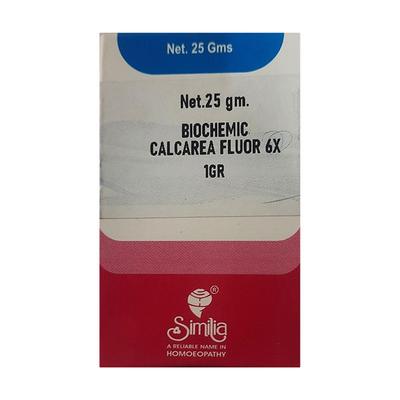 Net. 25 Gms
Net.25 gm.
BIOCHEMIC
CALCAREA FLUOR 6X
1GR
®
Similia
A RELIABLE NAME IN
HOMOEOPATHY